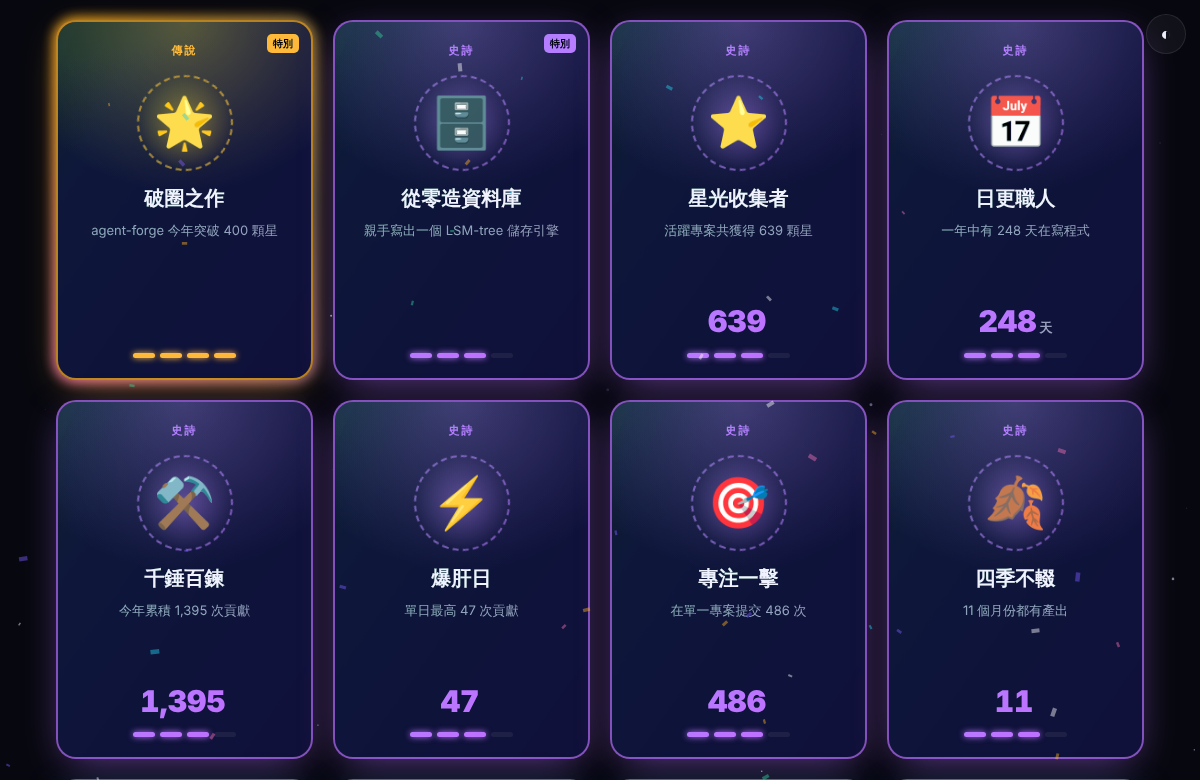 傳說
特別
破圈之作
agent-forge 今年突破 400 顆星
史詩
特別
從零造資料庫
親手寫出一個 LSM-tree 儲存引擎
史詩
星光收集者
活躍專案共獲得 639 顆星
639
史詩
July
17
日更職人
一年中有 248 天在寫程式
248 天
史詩
千錘百鍊
今年累積 1,395 次貢獻
1,395
史詩
爆肝日
單日最高 47 次貢獻
47
史詩
專注一擊
在單一專案提交 486 次
486
史詩
四季不輟
11 個月份都有產出
11